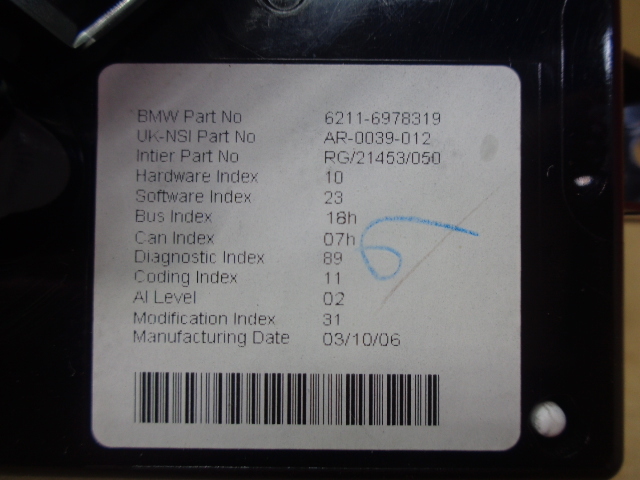 BMW Part No 6211-6978319
UK-NSI Part No AR-0039-012
Intier Part No RG/21453/050
Hardware Index 10
Software Index 23
Bus Index 18h
Can Index 07h
Diagnostic Index 89
Coding Index 11
AI Level 02
Modification Index 31
Manufacturing Date 03/10/06